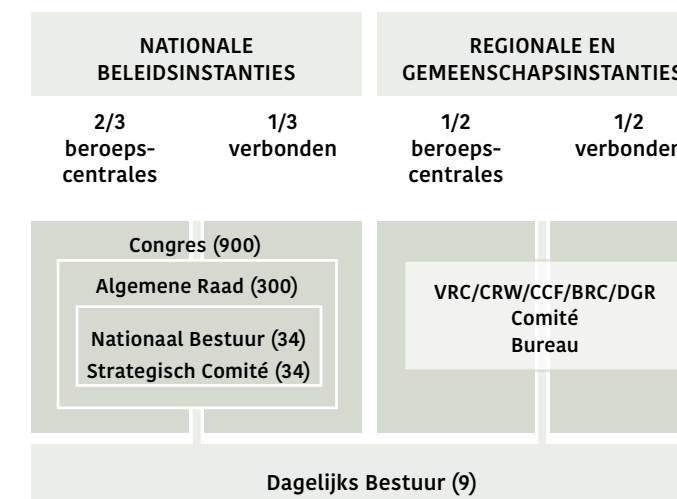 NATIONALE
BELEIDSINSTANTIES
REGIONALE EN
GEMEENSCHAPSINSTANTIES
2/3
beroeps-
centrales
1/3
verbonden
1/2
beroeps-
centrales
1/2
verbonden
Congres (900)
Algemene Raad (300)
Nationaal Bestuur (34)
Strategisch Comité (34)
VRC/CRW/CCF/BRC/DGR
Comité
Bureau
Dagelijks Bestuur (9)